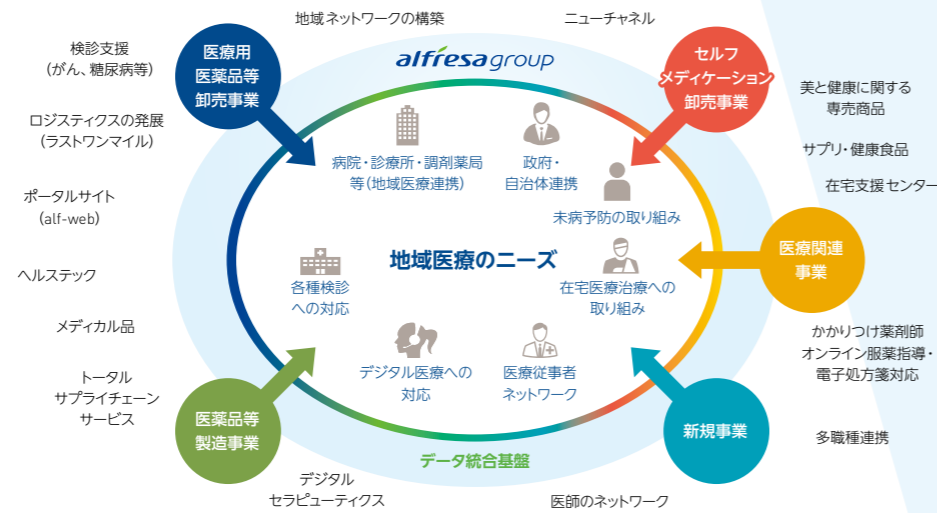 地域ネットワークの構築
ニューチャネル
検診支援
(がん、糖尿病等)
医療用
医薬品等
卸売事業
alfresa group
セルフ
メディケーション
卸売事業
美と健康に関する
専売商品
ロジスティクスの発展
(ラストワンマイル)
病院・診療所・調剤薬局
等(地域医療連携)
政府・
自治体連携
サプリ・健康食品
在宅支援センター
ポータルサイト
(alf-web)
未病予防の取り組み
地域医療のニーズ
医療関連
事業
ヘルステック
各種検診
への対応
在宅医療治療への
取り組み
メディカル品
かかりつけ薬剤師
オンライン服薬指導・
電子処方箋対応
トータル
サプライチェーン
サービス
デジタル医療への
対応
医療従事者
ネットワーク
医薬品等
製造事業
新規事業
多職種連携
データ統合基盤
デジタル
セラピューティクス
医師のネットワーク